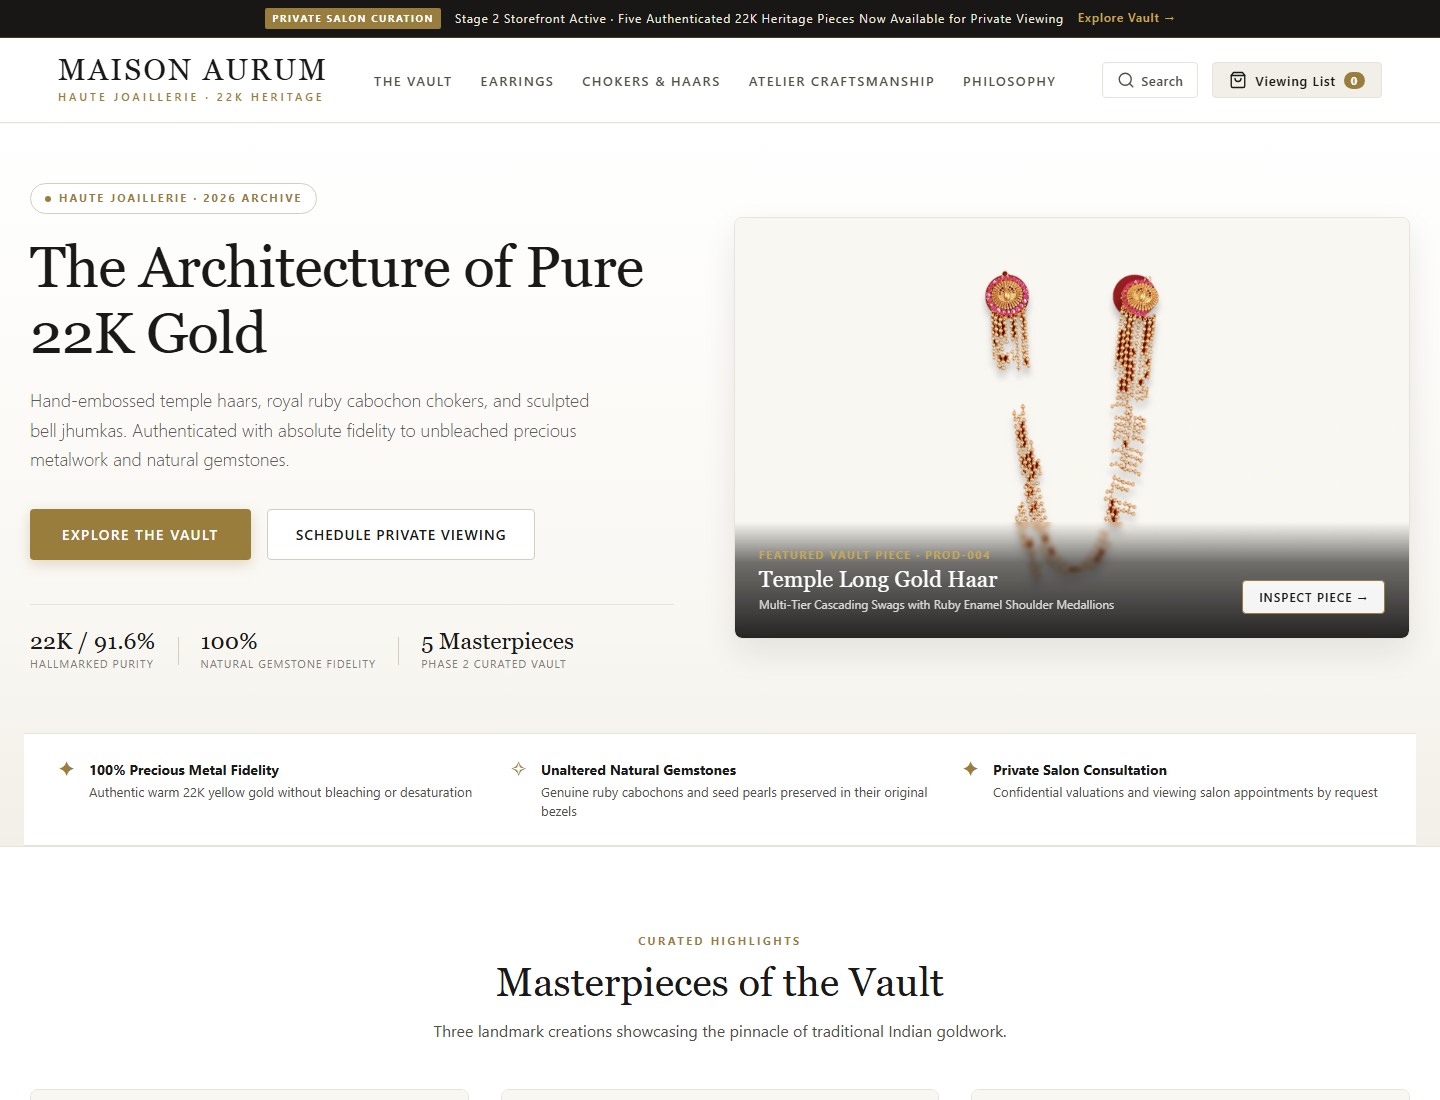 PRIVATE SALON CURATION Stage 2 Storefront Active · Five Authenticated 22K Heritage Pieces Now Available for Private Viewing Explore Vault →
MAISON AURUM
HAUTE JOAILLERIE · 22K HERITAGE
THE VAULT EARRINGS CHOKERS & HAARS ATELIER CRAFTSMANSHIP PHILOSOPHY
Search
Viewing List 0
HAUTE JOAILLERIE · 2026 ARCHIVE
The Architecture of Pure
22K Gold
Hand-embossed temple haars, royal ruby cabochon chokers, and sculpted
bell jhumkas. Authenticated with absolute fidelity to unbleached precious
metalwork and natural gemstones.
EXPLORE THE VAULT
SCHEDULE PRIVATE VIEWING
22K / 91.6%
HALLMARKED PURITY
100%
NATURAL GEMSTONE FIDELITY
5 Masterpieces
PHASE 2 CURATED VAULT
FEATURED VAULT PIECE · PROD-004
Temple Long Gold Haar
Multi-Tier Cascading Swags with Ruby Enamel Shoulder Medallions
INSPECT PIECE →
100% Precious Metal Fidelity
Authentic warm 22K yellow gold without bleaching or desaturation
Unaltered Natural Gemstones
Genuine ruby cabochons and seed pearls preserved in their original
bezels
Private Salon Consultation
Confidential valuations and viewing salon appointments by request
CURATED HIGHLIGHTS
Masterpieces of the Vault
Three landmark creations showcasing the pinnacle of traditional Indian goldwork.